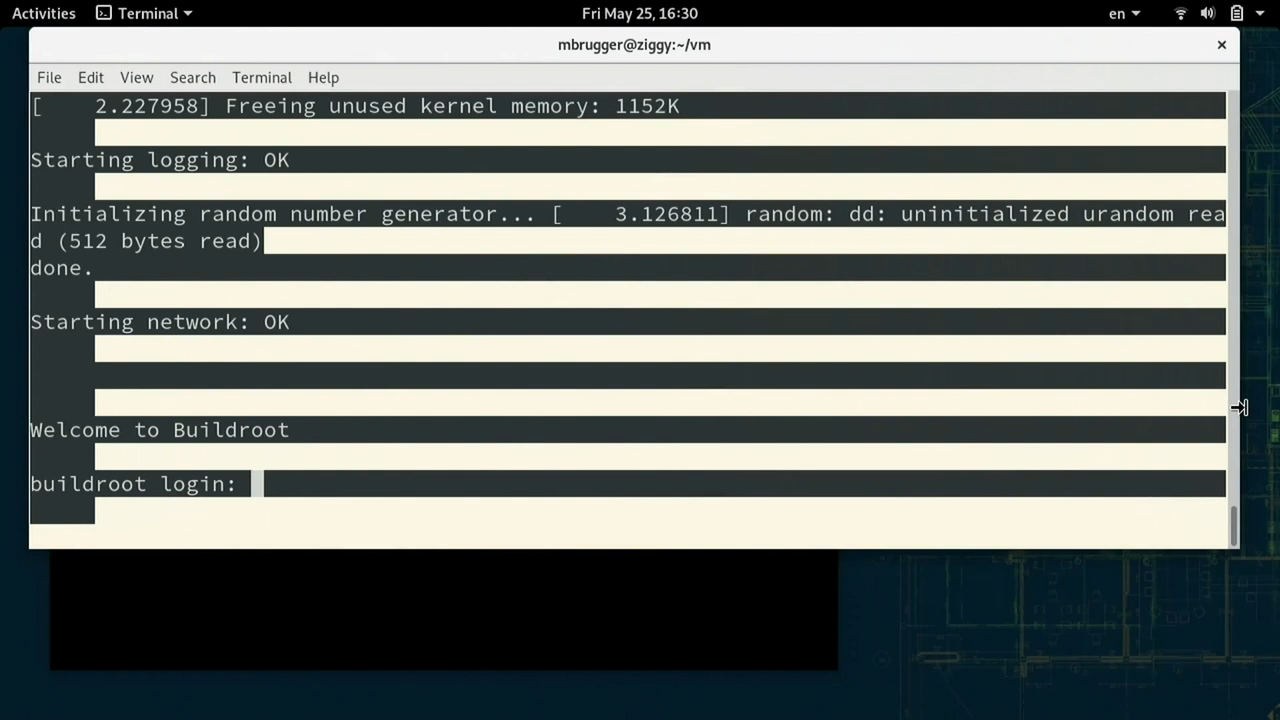 Activities Terminal Fri May 25, 16:30 en
mbrugger@ziggy:~/vm
File Edit View Search Terminal Help
[    2.227958] Freeing unused kernel memory: 1152K
Starting logging: OK
Initializing random number generator... [    3.126811] random: dd: uninitialized urandom rea
d (512 bytes read)
done.
Starting network: OK
Welcome to Buildroot
buildroot login: